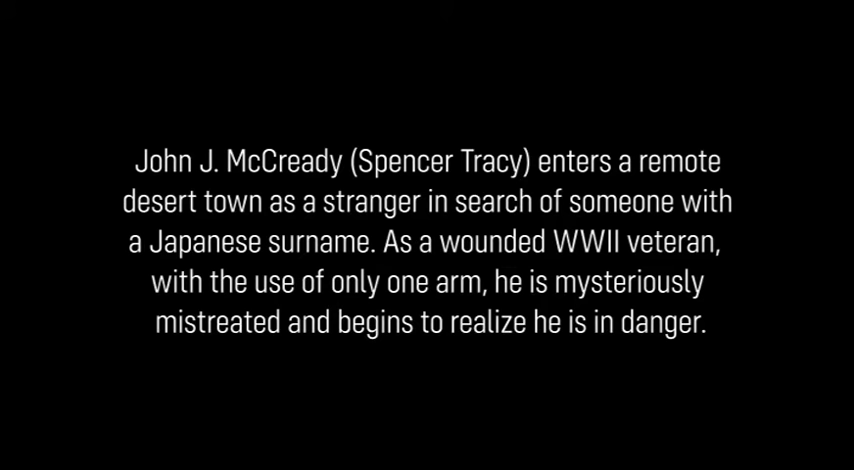 John J. McCready (Spencer Tracy) enters a remote
desert town as a stranger in search of someone with
a Japanese surname. As a wounded WWII veteran,
with the use of only one arm, he is mysteriously
mistreated and begins to realize he is in danger.